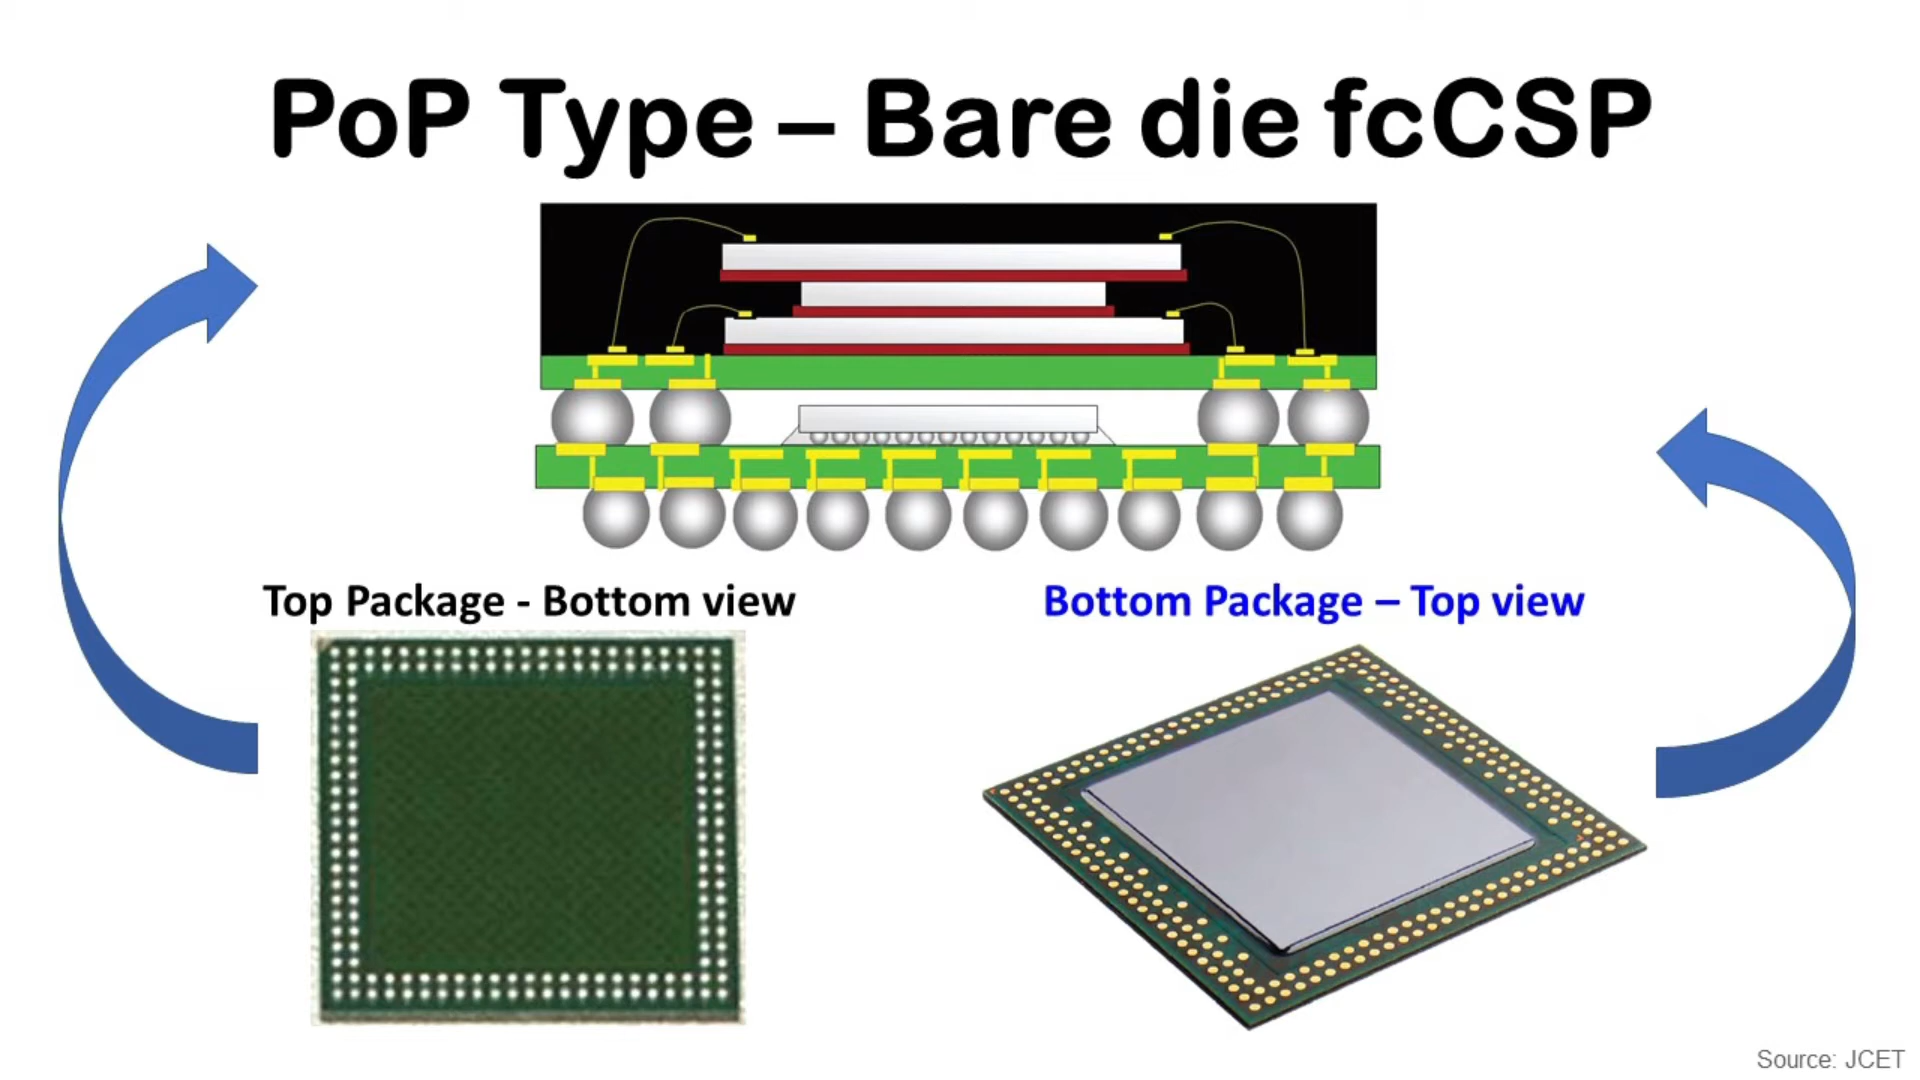 PoP Type – Bare die fcCSP
Top Package - Bottom view
Bottom Package – Top view
Source: JCET